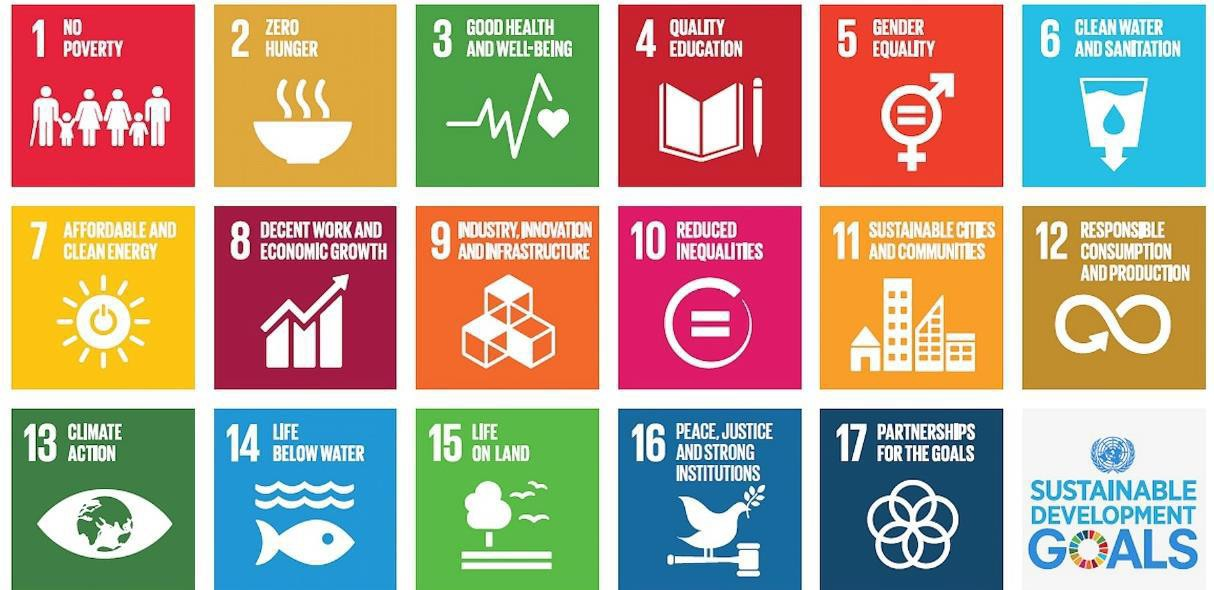 1 NO
POVERTY
2 ZERO
HUNGER
3 GOOD HEALTH
AND WELL-BEING
4 QUALITY
EDUCATION
5 GENDER
EQUALITY
6 CLEAN WATER
AND SANITATION
7 AFFORDABLE AND
CLEAN ENERGY
8 DECENT WORK AND
ECONOMIC GROWTH
9 INDUSTRY, INNOVATION
AND INFRASTRUCTURE
10 REDUCED
INEQUALITIES
11 SUSTAINABLE CITIES
AND COMMUNITIES
12 RESPONSIBLE
CONSUMPTION
AND PRODUCTION
13 CLIMATE
ACTION
14 LIFE
BELOW WATER
15 LIFE
ON LAND
16 PEACE, JUSTICE
AND STRONG
INSTITUTIONS
17 PARTNERSHIPS
FOR THE GOALS
SUSTAINABLE
DEVELOPMENT
GOALS